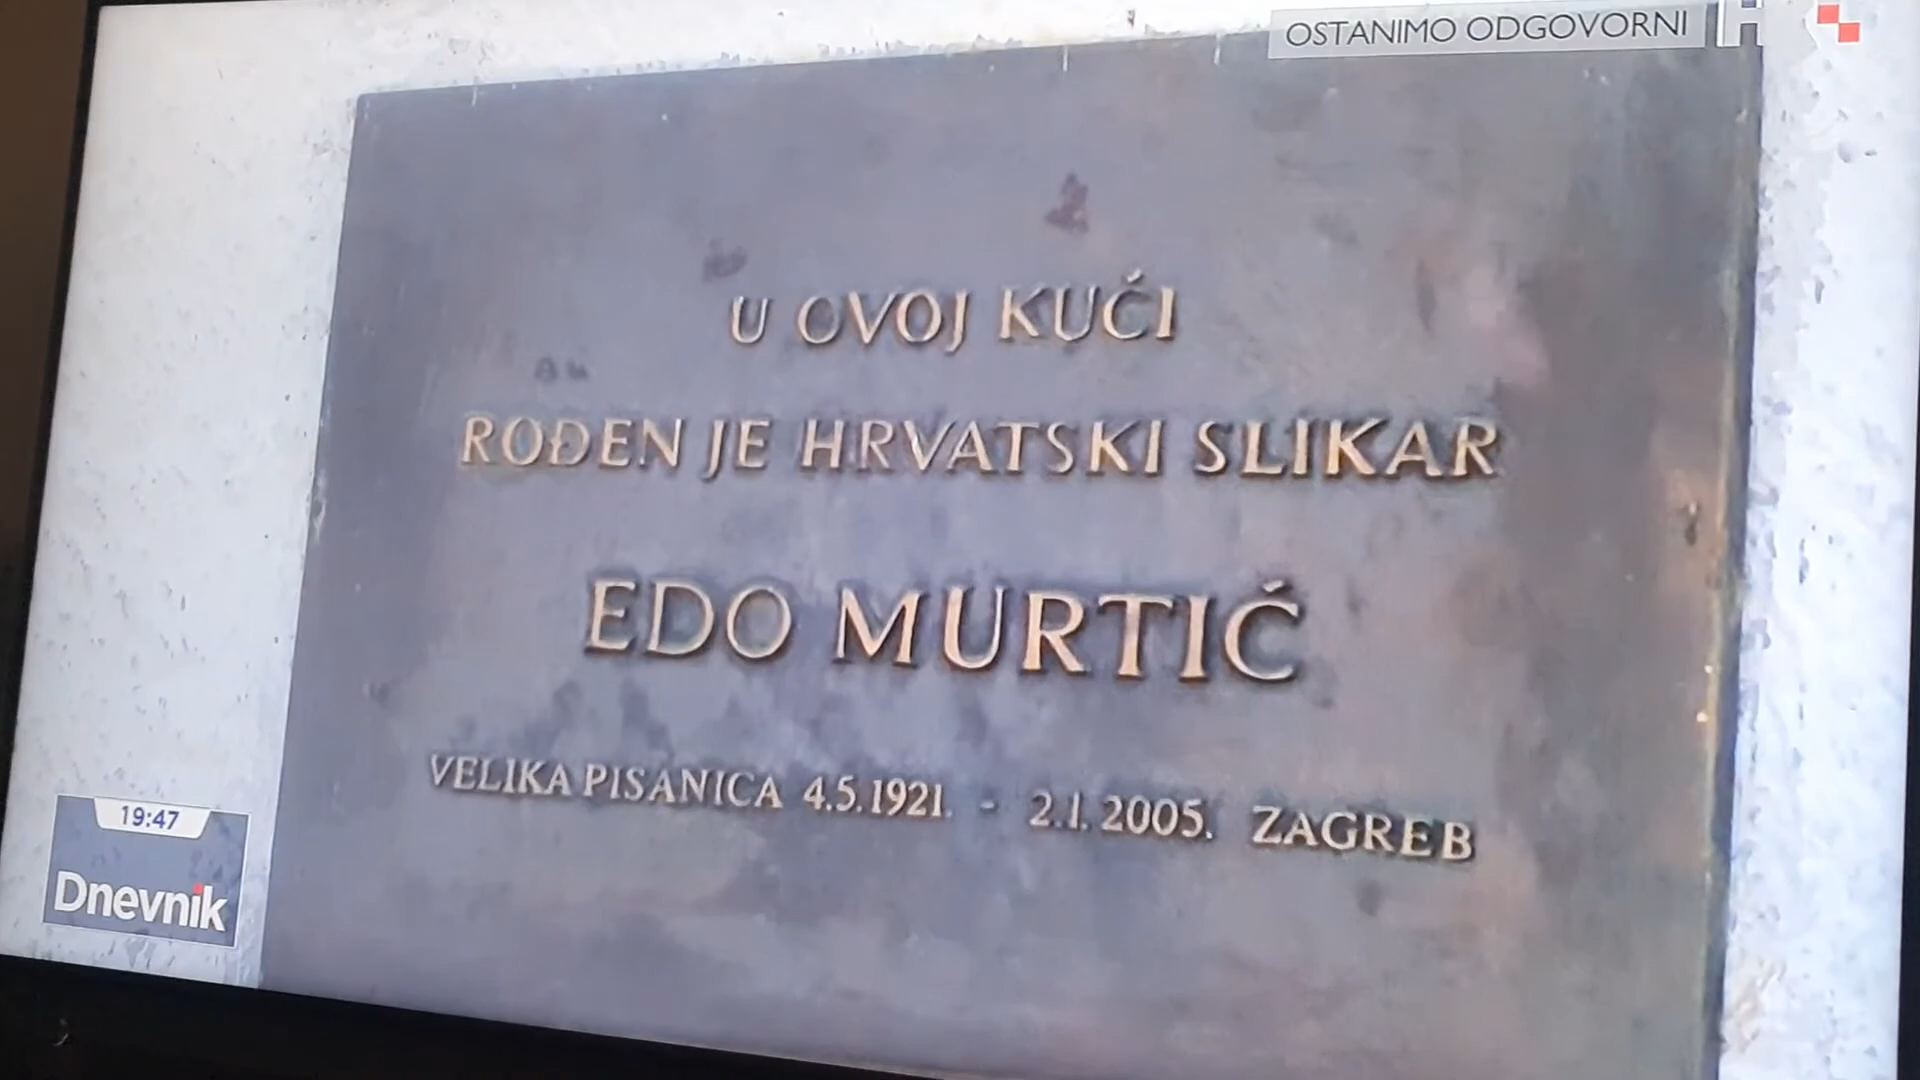 OSTANIMO ODGOVORNI
U OVOJ KUĆI
ROĐEN JE HRVATSKI SLIKAR
EDO MURTIĆ
VELIKA PISANICA 4.5.1921. - 2.1.2005. ZAGREB
19:47
Dnevnik